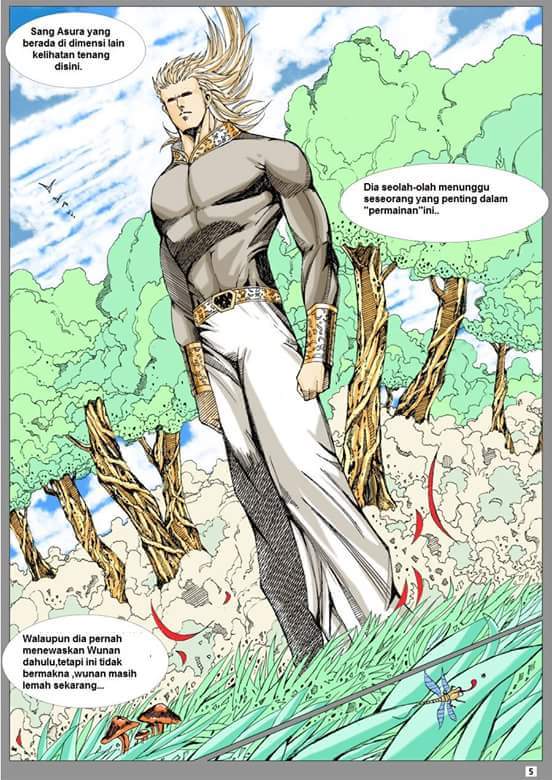 Sang Asura yang
berada di dimensi lain
kelihatan tenang
disini.
Dia seolah-olah menunggu
seseorang yang penting dalam
"permainan"ini..
Walaupun dia pernah
menewaskan Wunan
dahulu,tetapi ini tidak
bermakna ,wunan masih
lemah sekarang...
5